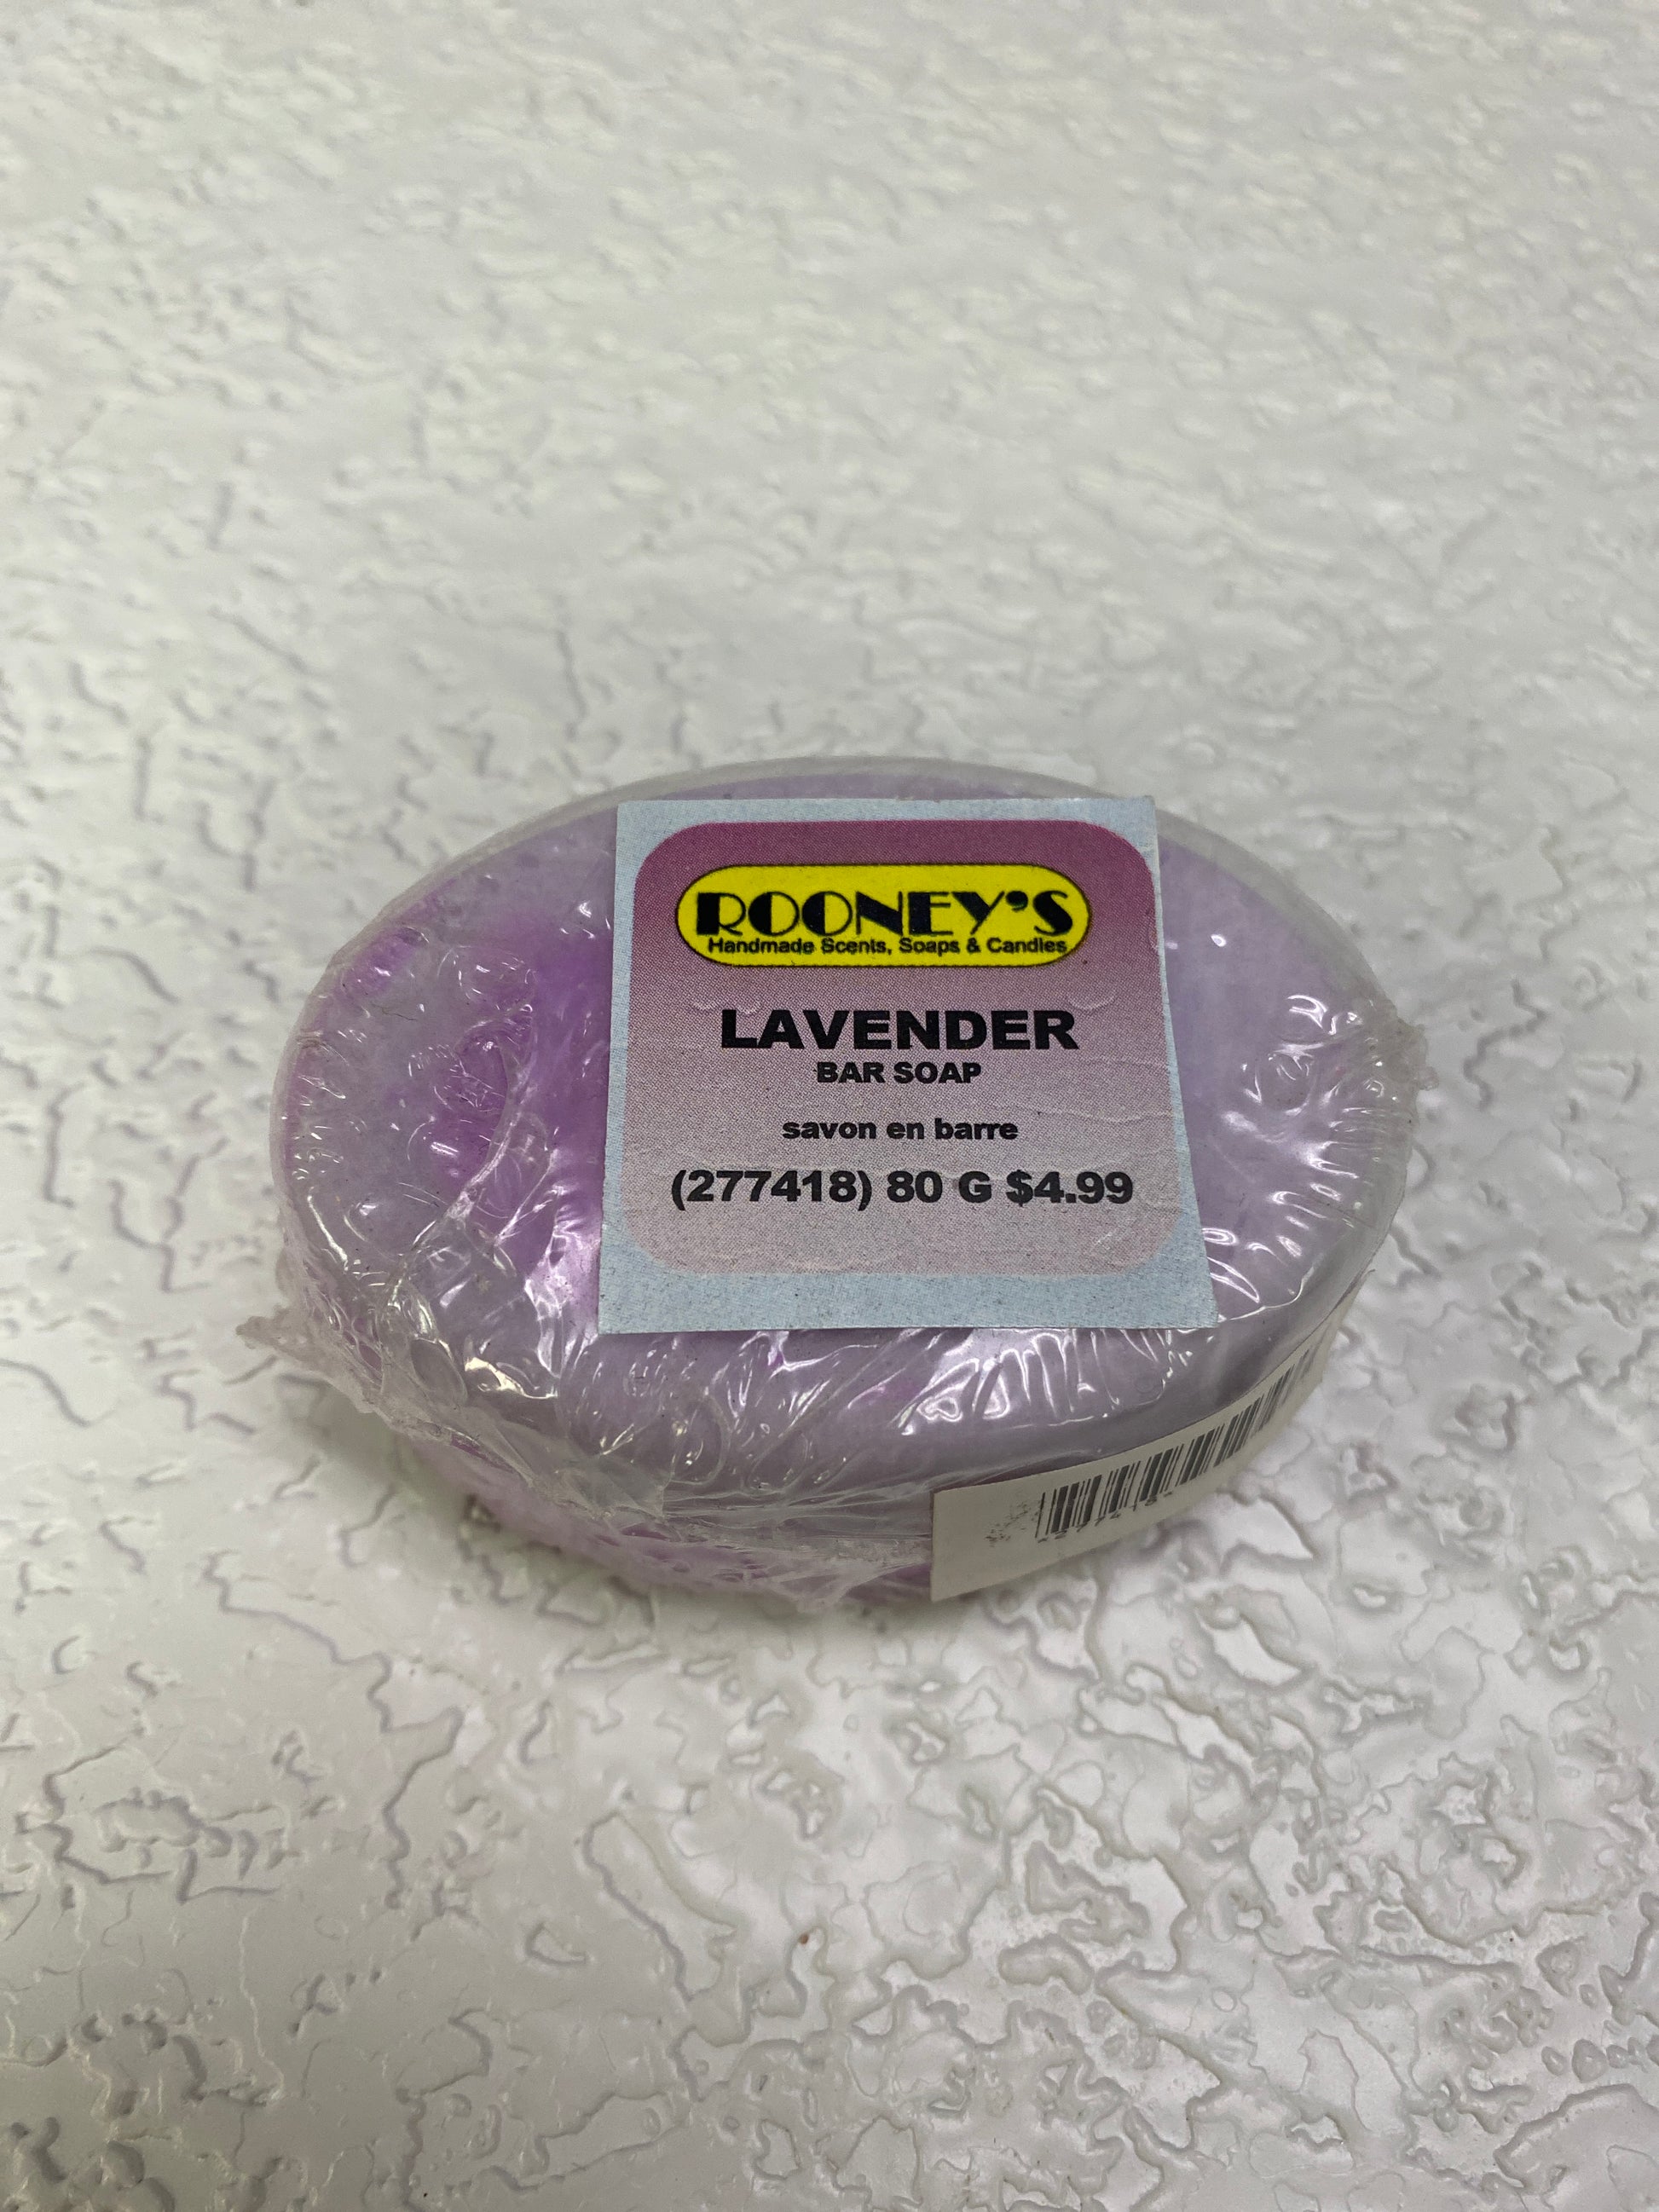 ROONEY'S
Handmade Scents, Soaps & Candles
LAVENDER
BAR SOAP
savon en barre
(277418) 80 G $4.99